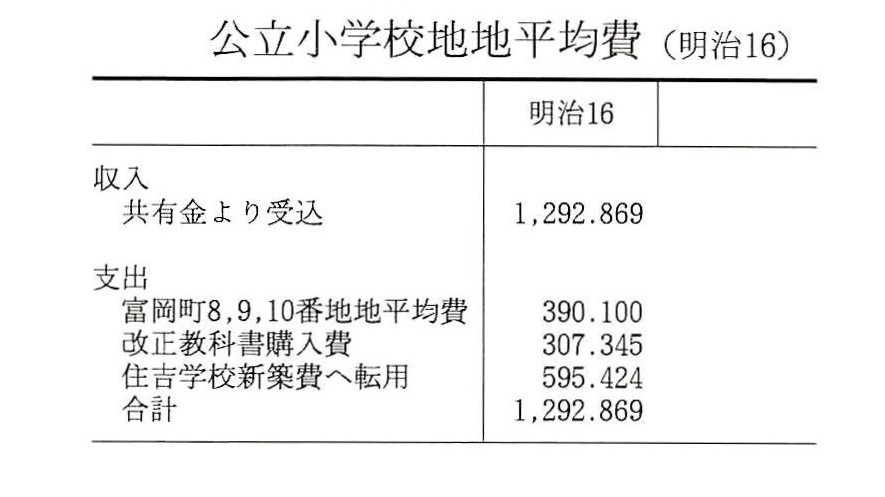 公立小学校地地平均費（明治16）
明治16
収入
共有金より受込 1,292.869
支出
富岡町8,9,10番地地平均費 390.100
改正教科書購入費 307.345
住吉学校新築費へ転用 595.424
合計 1,292.869